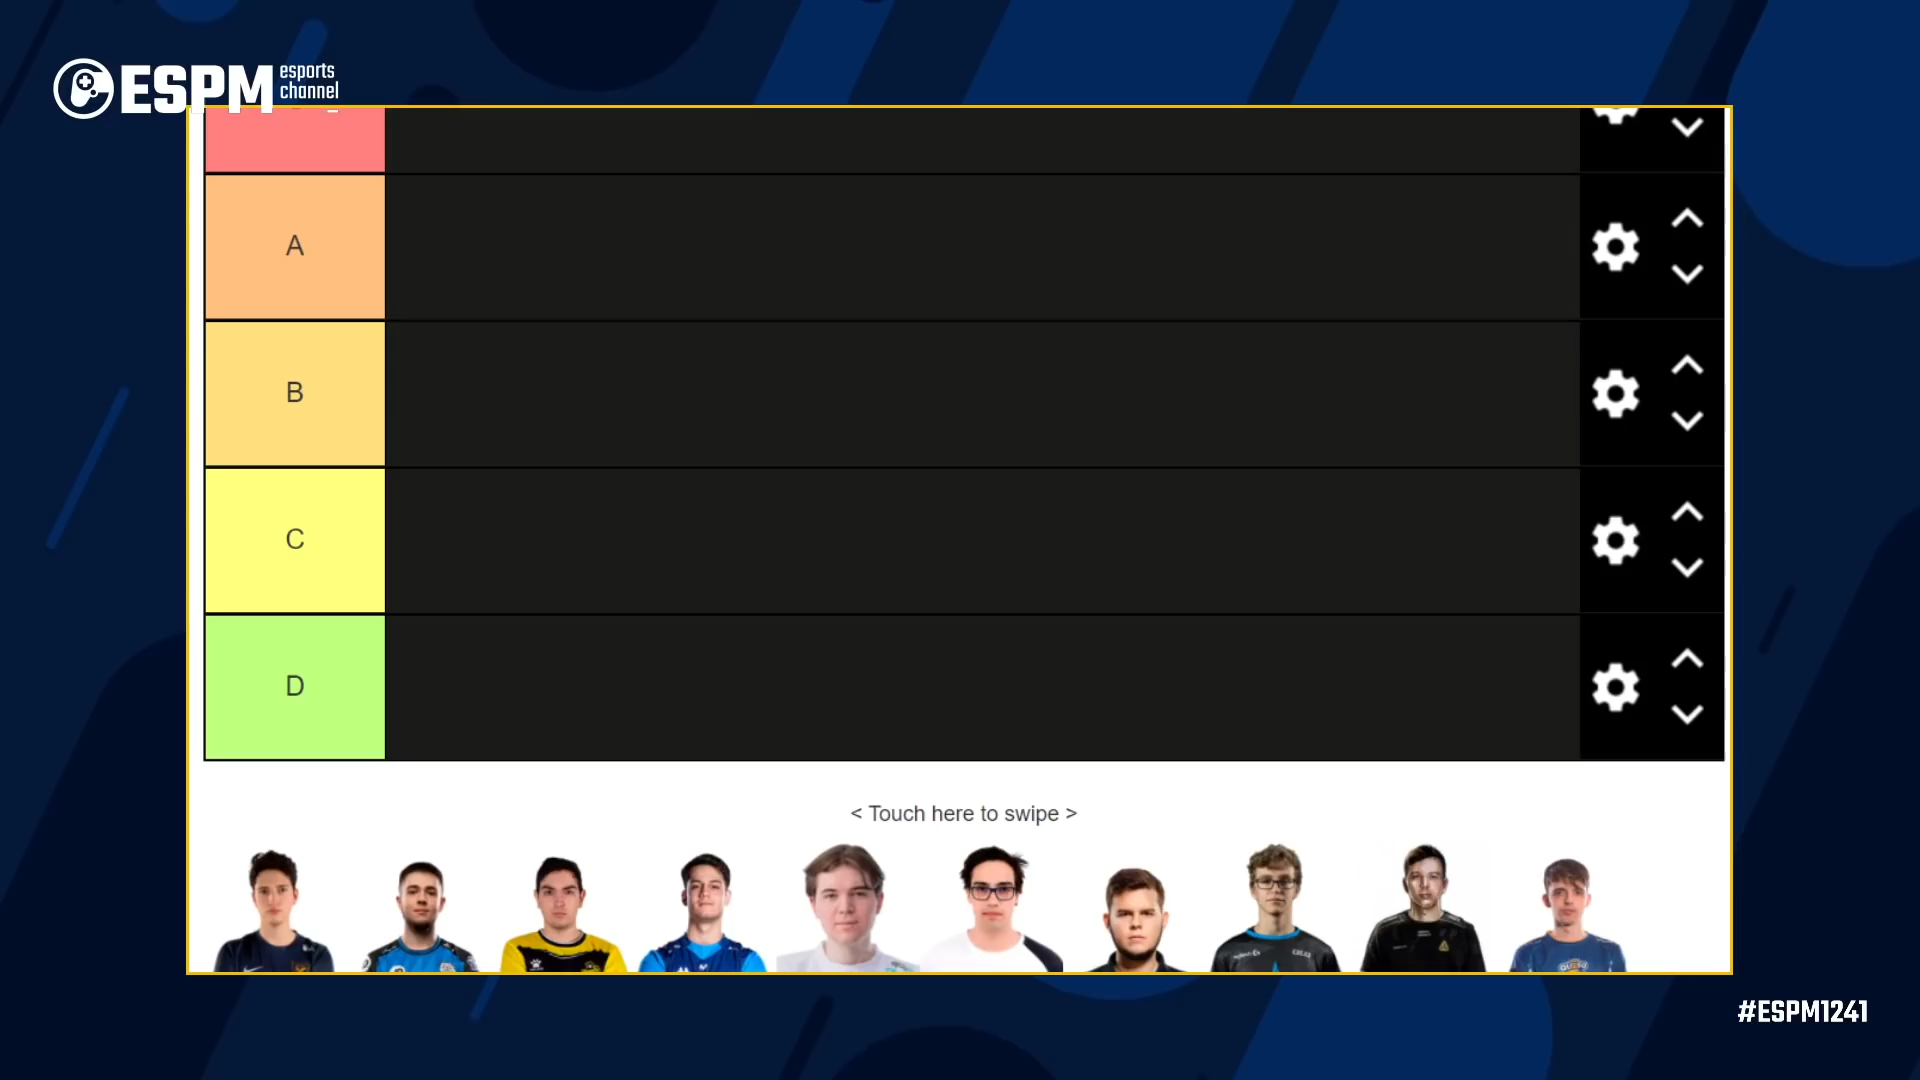 ESPM esports
channel
A
B
C
D
< Touch here to swipe >
#ESPM1241